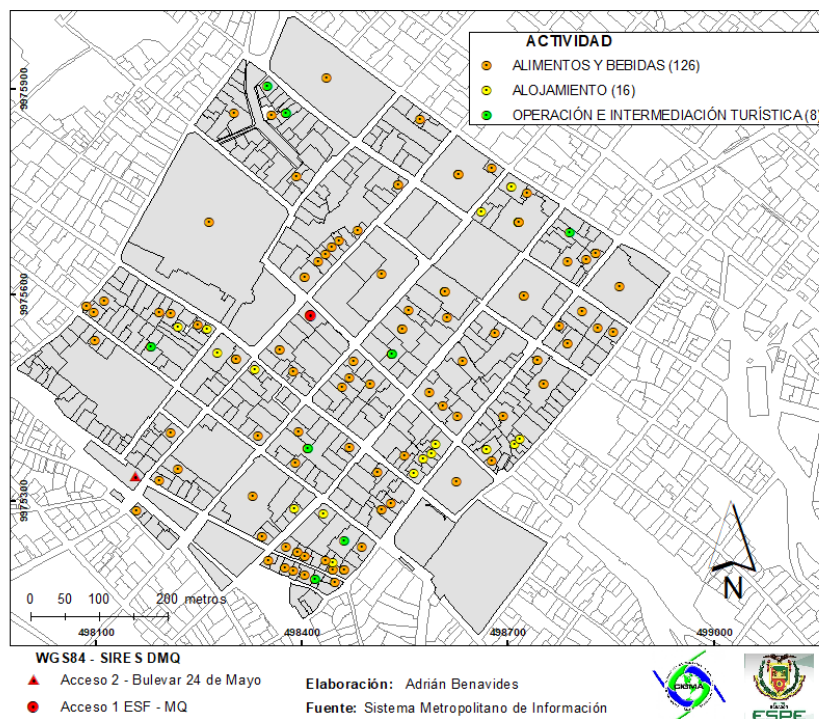 ACTIVIDAD
ALIMENTOS Y BEBIDAS (126)
ALOJAMIENTO (16)
OPERACIÓN E INTERMEDIACIÓN TURÍSTICA (8)
9975900
9975600
9975300
N
0 50 100 200 metros
498100 498400 498700 499000
WGS84 - SIRES DMQ
Acceso 2 - Bulevar 24 de Mayo
Acceso 1 ESF - MQ
Elaboración: Adrián Benavides
Fuente: Sistema Metropolitano de Información
ESPE